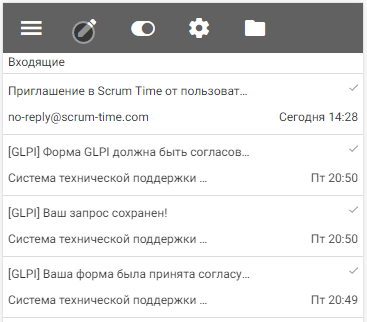 Входящие
Приглашение в Scrum Time от пользоват...
no-reply@scrum-time.com Сегодня 14:28
[GLPI] Форма GLPI должна быть согласов...
Система технической поддержки ... Пт 20:50
[GLPI] Ваш запрос сохранен!
Система технической поддержки ... Пт 20:50
[GLPI] Ваша форма была принята согласу...
Система технической поддержки ... Пт 20:49